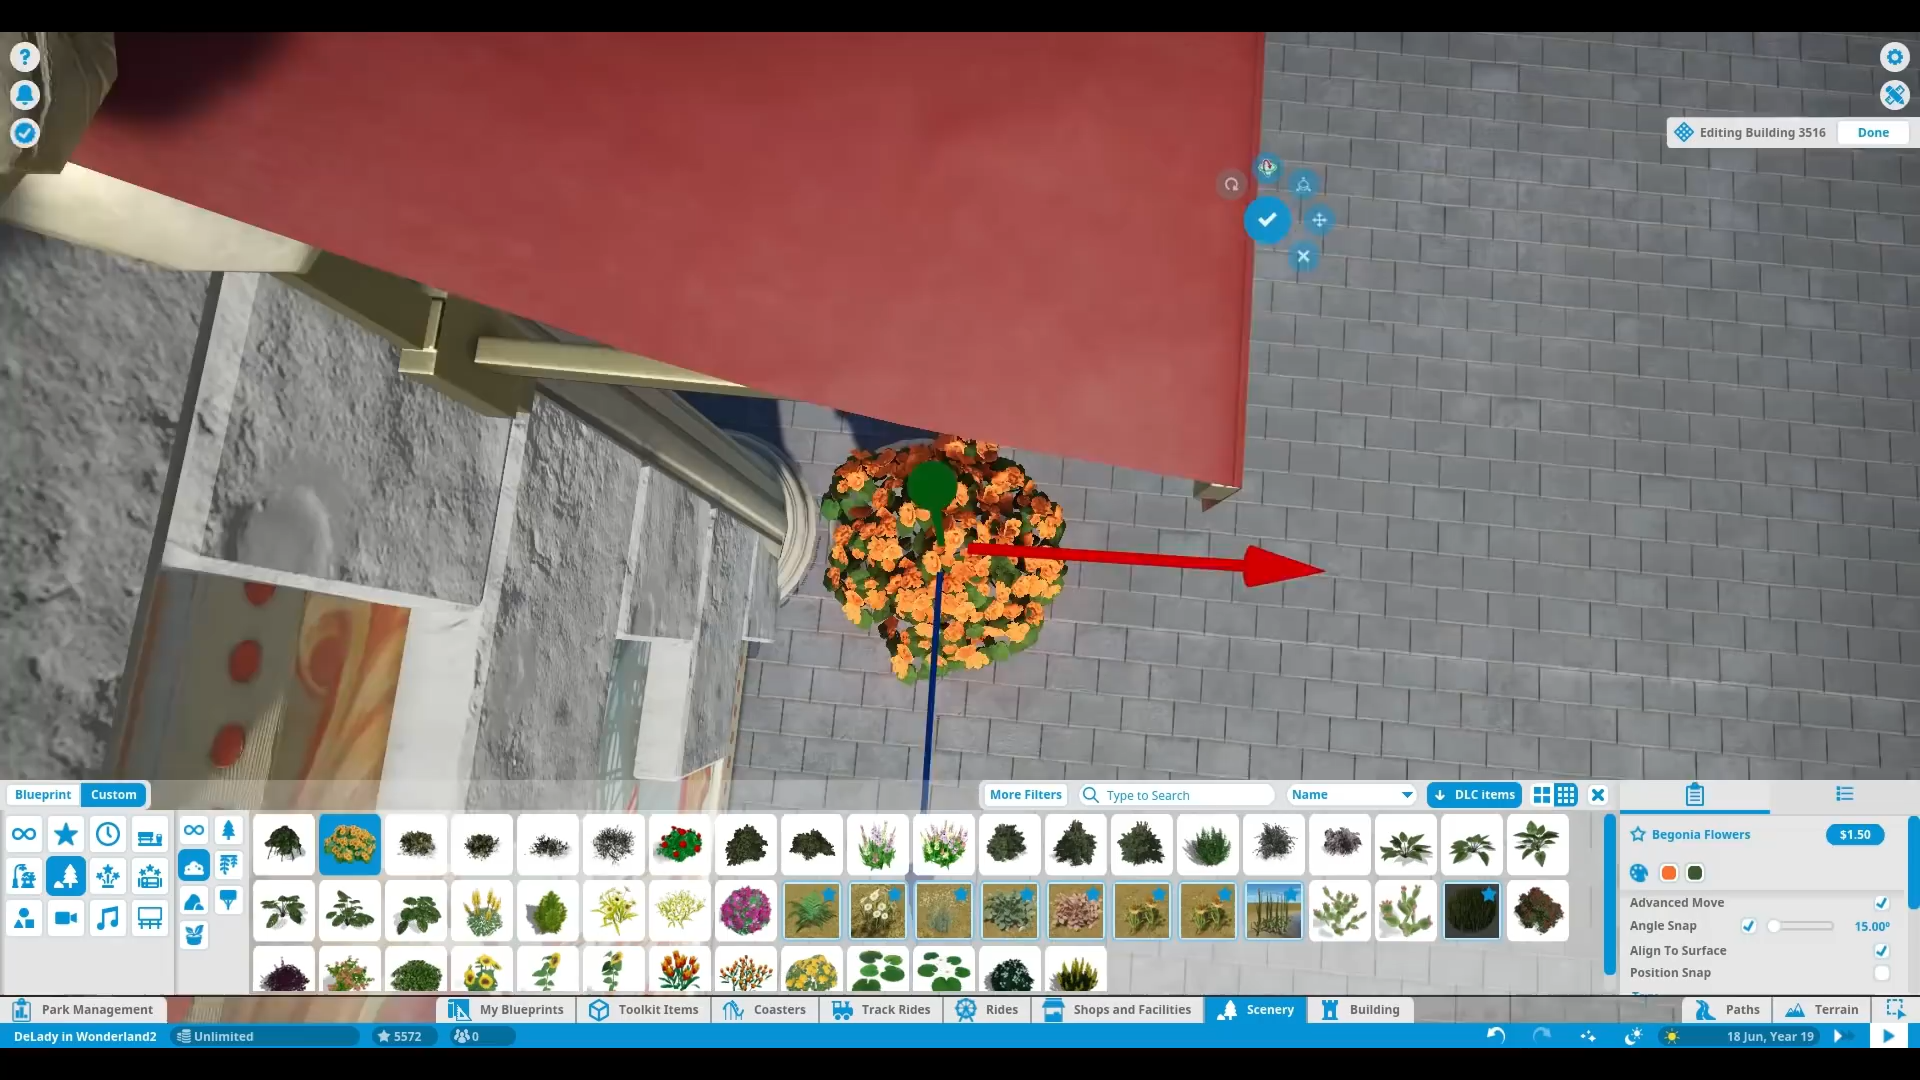 Editing Building 3516
Done
Blueprint
Custom
More Filters
Type to Search
Name
DLC items
Begonia Flowers
$1.50
Advanced Move
Angle Snap
15.00°
Align To Surface
Position Snap
Park Management
My Blueprints
Toolkit Items
Coasters
Track Rides
Rides
Shops and Facilities
Scenery
Building
Paths
Terrain
DeLady in Wonderland2
Unlimited
5572
0
18 Jun, Year 19